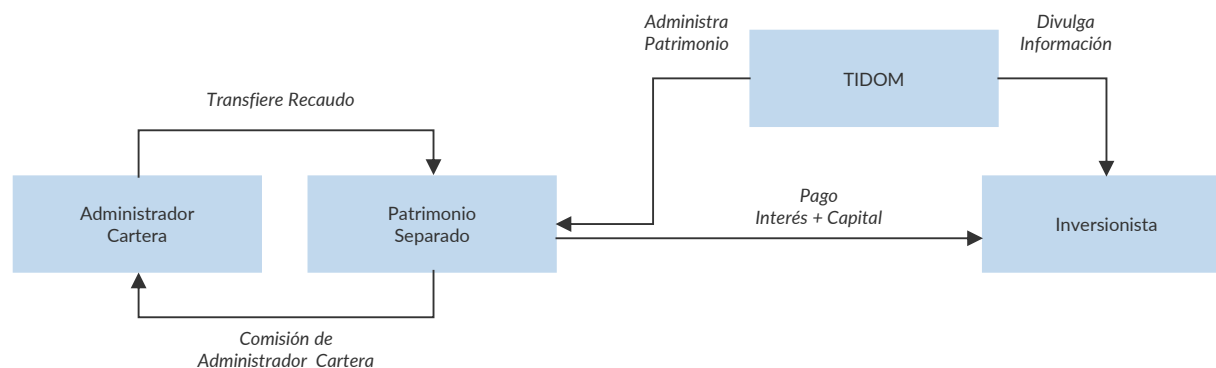 Administra
Patrimonio
Divulga
Información
TIDOM
Transfiere Recaudo
Administrador
Cartera
Patrimonio
Separado
Pago
Interés + Capital
Inversionista
Comisión de
Administrador Cartera